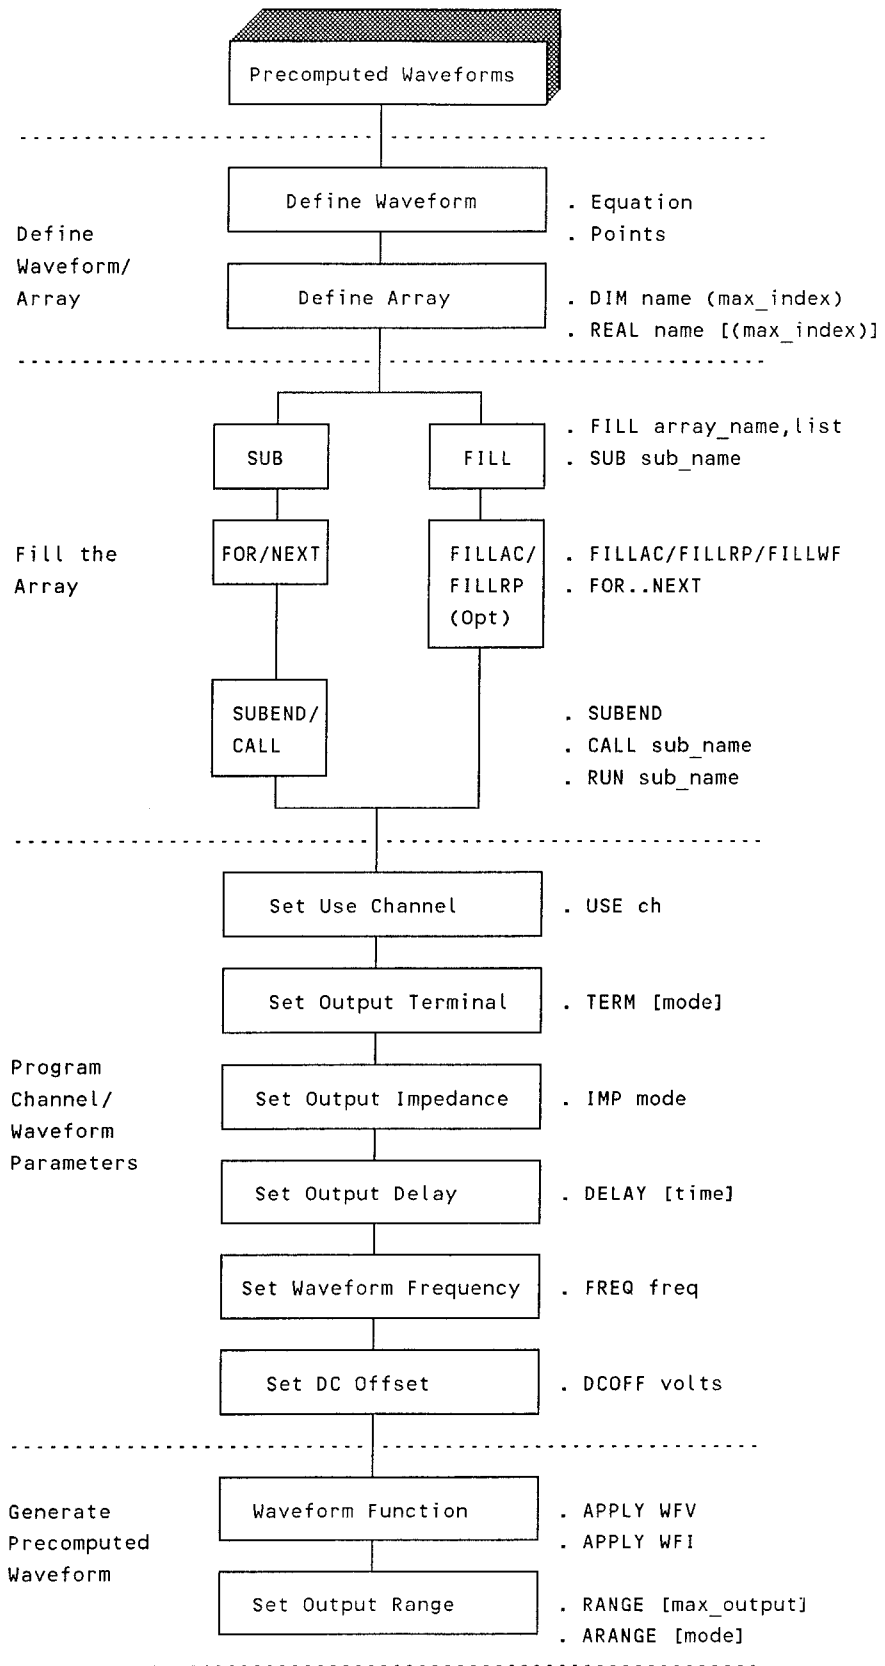 Precomputed Waveforms
Define Waveform
. Equation
. Points
Define
Waveform/
Array
Define Array
. DIM name (max_index)
. REAL name [(max_index)]
. FILL array_name,list
. SUB sub_name
SUB
FILL
Fill the
Array
FOR/NEXT
FILLAC/
FILLRP
(Opt)
. FILLAC/FILLRP/FILLWF
. FOR..NEXT
SUBEND/
CALL
. SUBEND
. CALL sub_name
. RUN sub_name
Set Use Channel
. USE ch
Set Output Terminal
. TERM [mode]
Program
Channel/
Waveform
Parameters
Set Output Impedance
. IMP mode
Set Output Delay
. DELAY [time]
Set Waveform Frequency
. FREQ freq
Set DC Offset
. DCOFF volts
Generate
Precomputed
Waveform
Waveform Function
. APPLY WFV
. APPLY WFI
Set Output Range
. RANGE [max_output]
. ARANGE [mode]